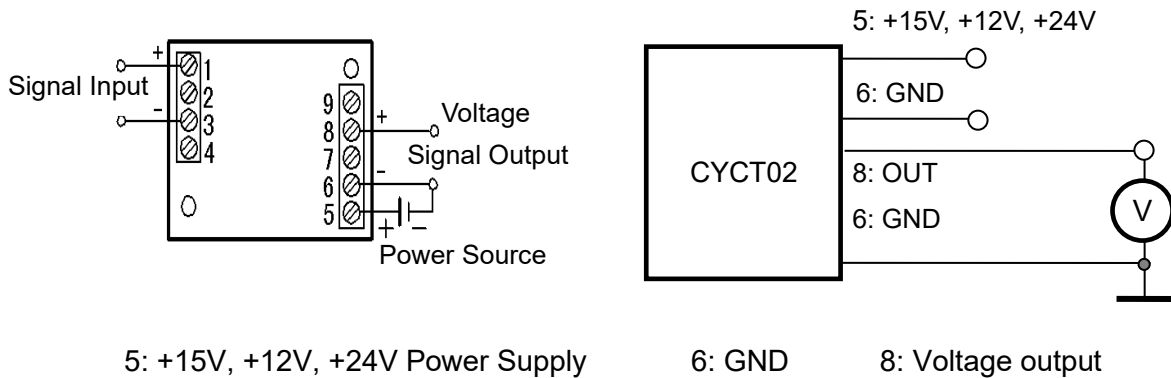 +
Signal Input
-
1
2
3
4
9
8
7
6
5
+
Voltage
Signal Output
-
+ -
Power Source
CYCT02
5: +15V, +12V, +24V
6: GND
8: OUT
6: GND
V
5: +15V, +12V, +24V Power Supply 6: GND 8: Voltage output